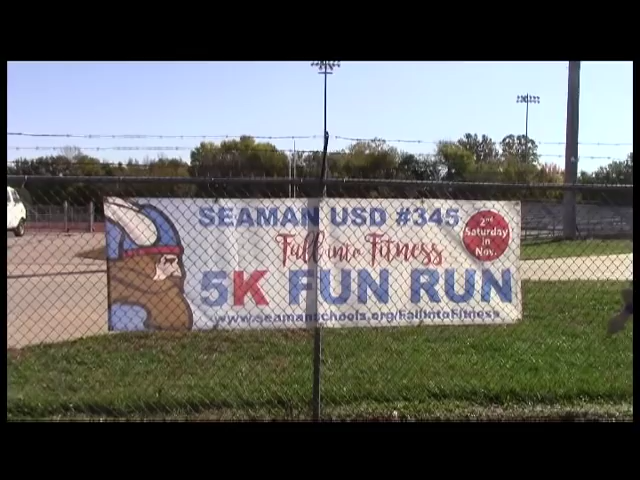 SEAMAN USD #345
Fall into Fitness
5K FUN RUN
www.seamanschools.org/FallIntoFitness
2nd
Saturday
in
Nov.